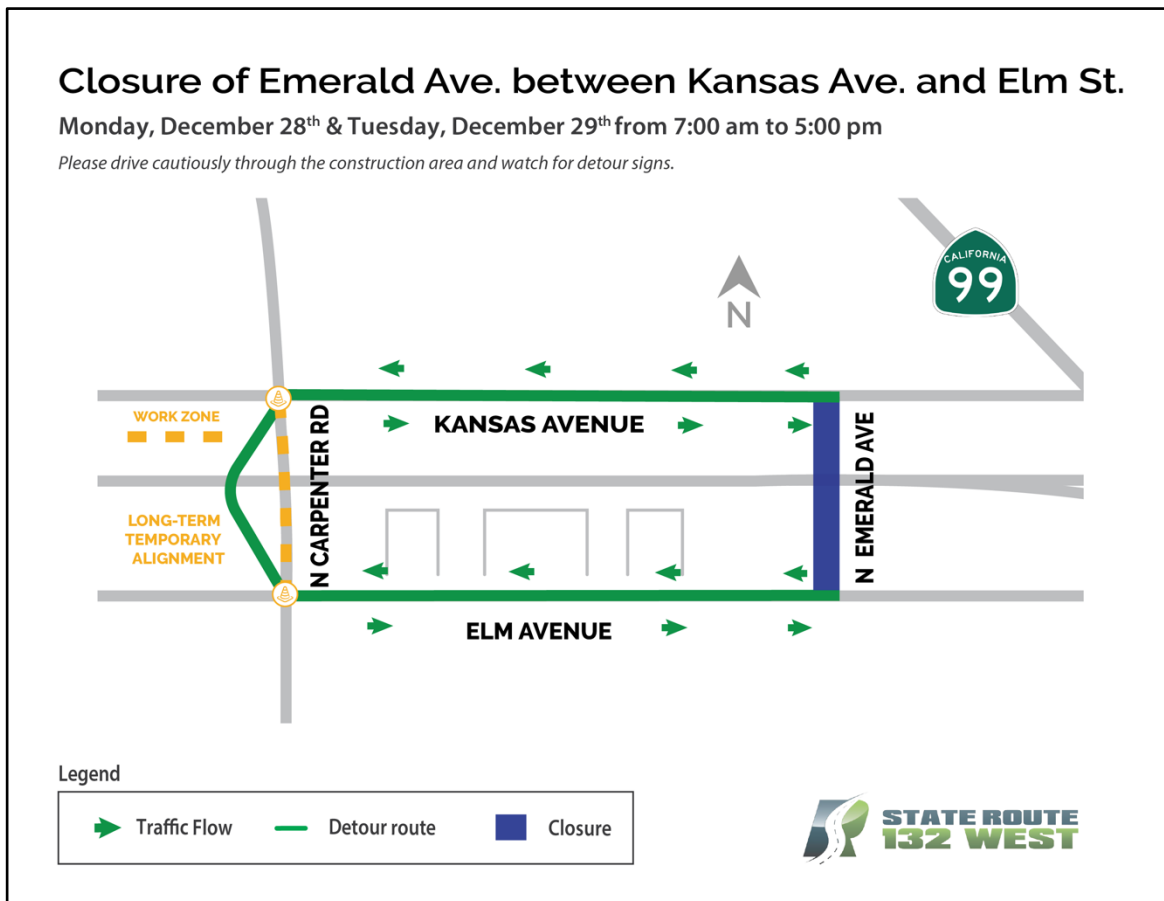 Closure of Emerald Ave. between Kansas Ave. and Elm St.
Monday, December 28th & Tuesday, December 29th from 7:00 am to 5:00 pm
Please drive cautiously through the construction area and watch for detour signs.
CALIFORNIA
99
N
WORK ZONE
N CARPENTER RD
KANSAS AVENUE
N EMERALD AVE
LONG-TERM
TEMPORARY
ALIGNMENT
ELM AVENUE
Legend
Traffic Flow
Detour route
Closure
STATE ROUTE
132 WEST